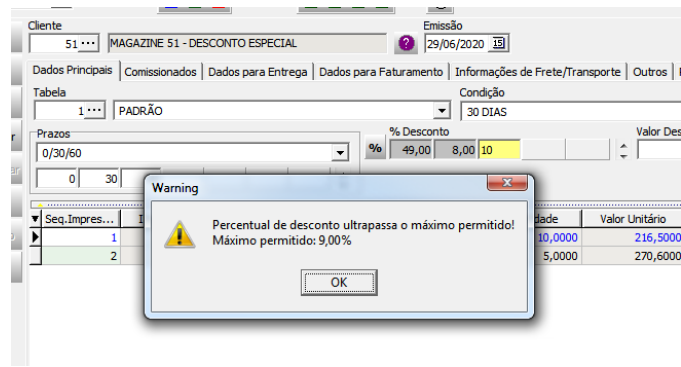 Cliente
Emissão
51 ··· MAGAZINE 51 - DESCONTO ESPECIAL ? 29/06/2020 15
Dados Principais Comissionados Dados para Entrega Dados para Faturamento Informações de Frete/Transporte Outros
Tabela
Condição
1 ··· PADRÃO 30 DIAS
Prazos
% Desconto
Valor Des
0/30/60
% 49,00 8,00 10
0 30
Warning
Percentual de desconto ultrapassa o máximo permitido!
Máximo permitido: 9,00%
OK
Seq.Impres... dade Valor Unitário
1 10,0000 216,5000
2 5,0000 270,6000